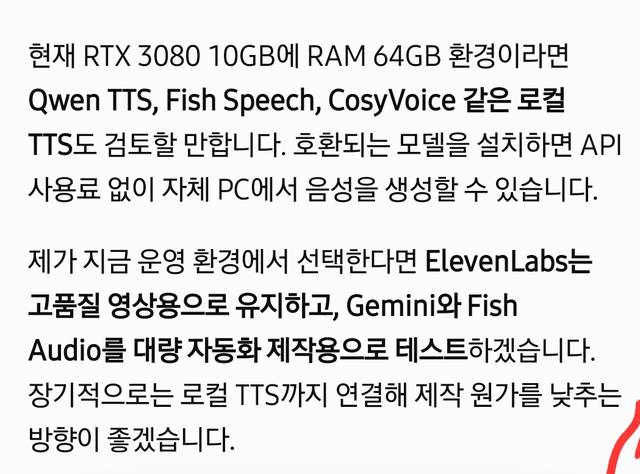 현재 RTX 3080 10GB에 RAM 64GB 환경이라면
Qwen TTS, Fish Speech, CosyVoice 같은 로컬
TTS도 검토할 만합니다. 호환되는 모델을 설치하면 API
사용료 없이 자체 PC에서 음성을 생성할 수 있습니다.
제가 지금 운영 환경에서 선택한다면 ElevenLabs는
고품질 영상용으로 유지하고, Gemini와 Fish
Audio를 대량 자동화 제작용으로 테스트하겠습니다.
장기적으로는 로컬 TTS까지 연결해 제작 원가를 낮추는
방향이 좋겠습니다.